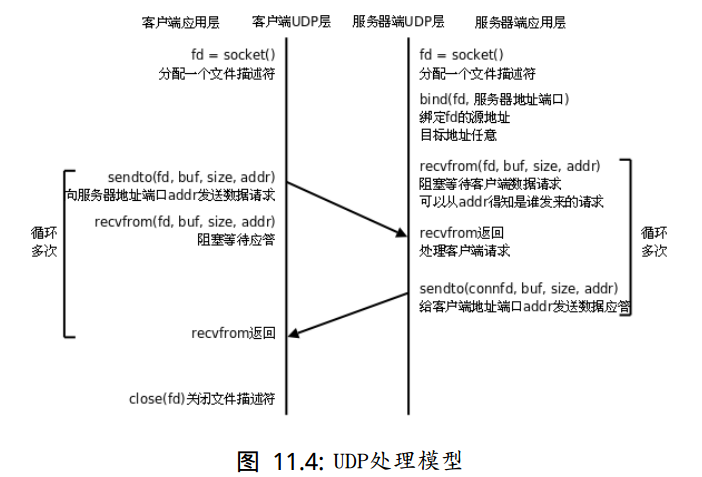 客户端应用层 客户端UDP层 服务器端UDP层 服务器端应用层
fd = socket()
分配一个文件描述符
fd = socket()
分配一个文件描述符
bind(fd, 服务器地址端口)
绑定fd的源地址
目标地址任意
sendto(fd, buf, size, addr)
向服务器地址端口addr发送数据请求
recvfrom(fd, buf, size, addr)
阻塞等待客户端数据请求
可以从addr得知是谁发来的请求
recvfrom(fd, buf, size, addr)
阻塞等待应管
循环
多次
recvfrom返回
处理客户端请求
循环
多次
sendto(connfd, buf, size, addr)
给客户端地址端口addr发送数据应管
recvfrom返回
close(fd)关闭文件描述符
图 11.4: UDP处理模型